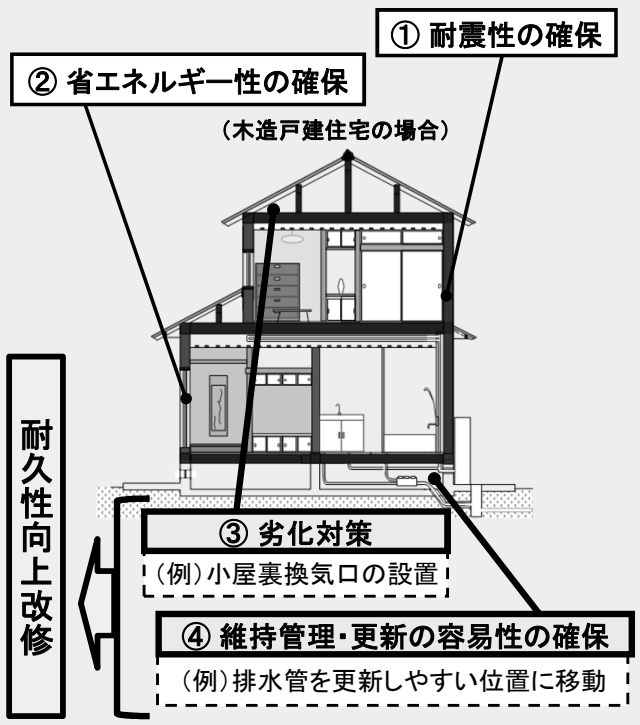 ① 耐震性の確保
② 省エネルギー性の確保
（木造戸建住宅の場合）
耐久性向上改修
③ 劣化対策
（例）小屋裏換気口の設置
④ 維持管理・更新の容易性の確保
（例）排水管を更新しやすい位置に移動